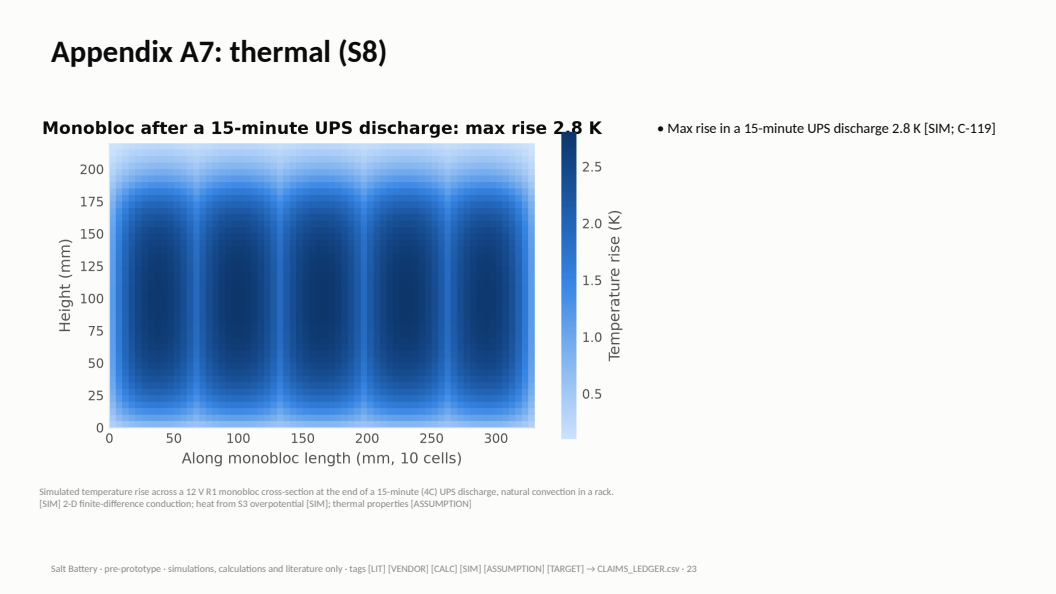 Appendix A7: thermal (S8)
Monobloc after a 15-minute UPS discharge: max rise 2.8 K
• Max rise in a 15-minute UPS discharge 2.8 K [SIM; C-119]
200
175
150
125
100
75
50
25
0
Height (mm)
0 50 100 150 200 250 300
Along monobloc length (mm, 10 cells)
2.5
2.0
1.5
1.0
0.5
Temperature rise (K)
Simulated temperature rise across a 12 V R1 monobloc cross-section at the end of a 15-minute (4C) UPS discharge, natural convection in a rack.
[SIM] 2-D finite-difference conduction; heat from S3 overpotential [SIM]; thermal properties [ASSUMPTION]
Salt Battery · pre-prototype · simulations, calculations and literature only · tags [LIT] [VENDOR] [CALC] [SIM] [ASSUMPTION] [TARGET] → CLAIMS_LEDGER.csv · 23